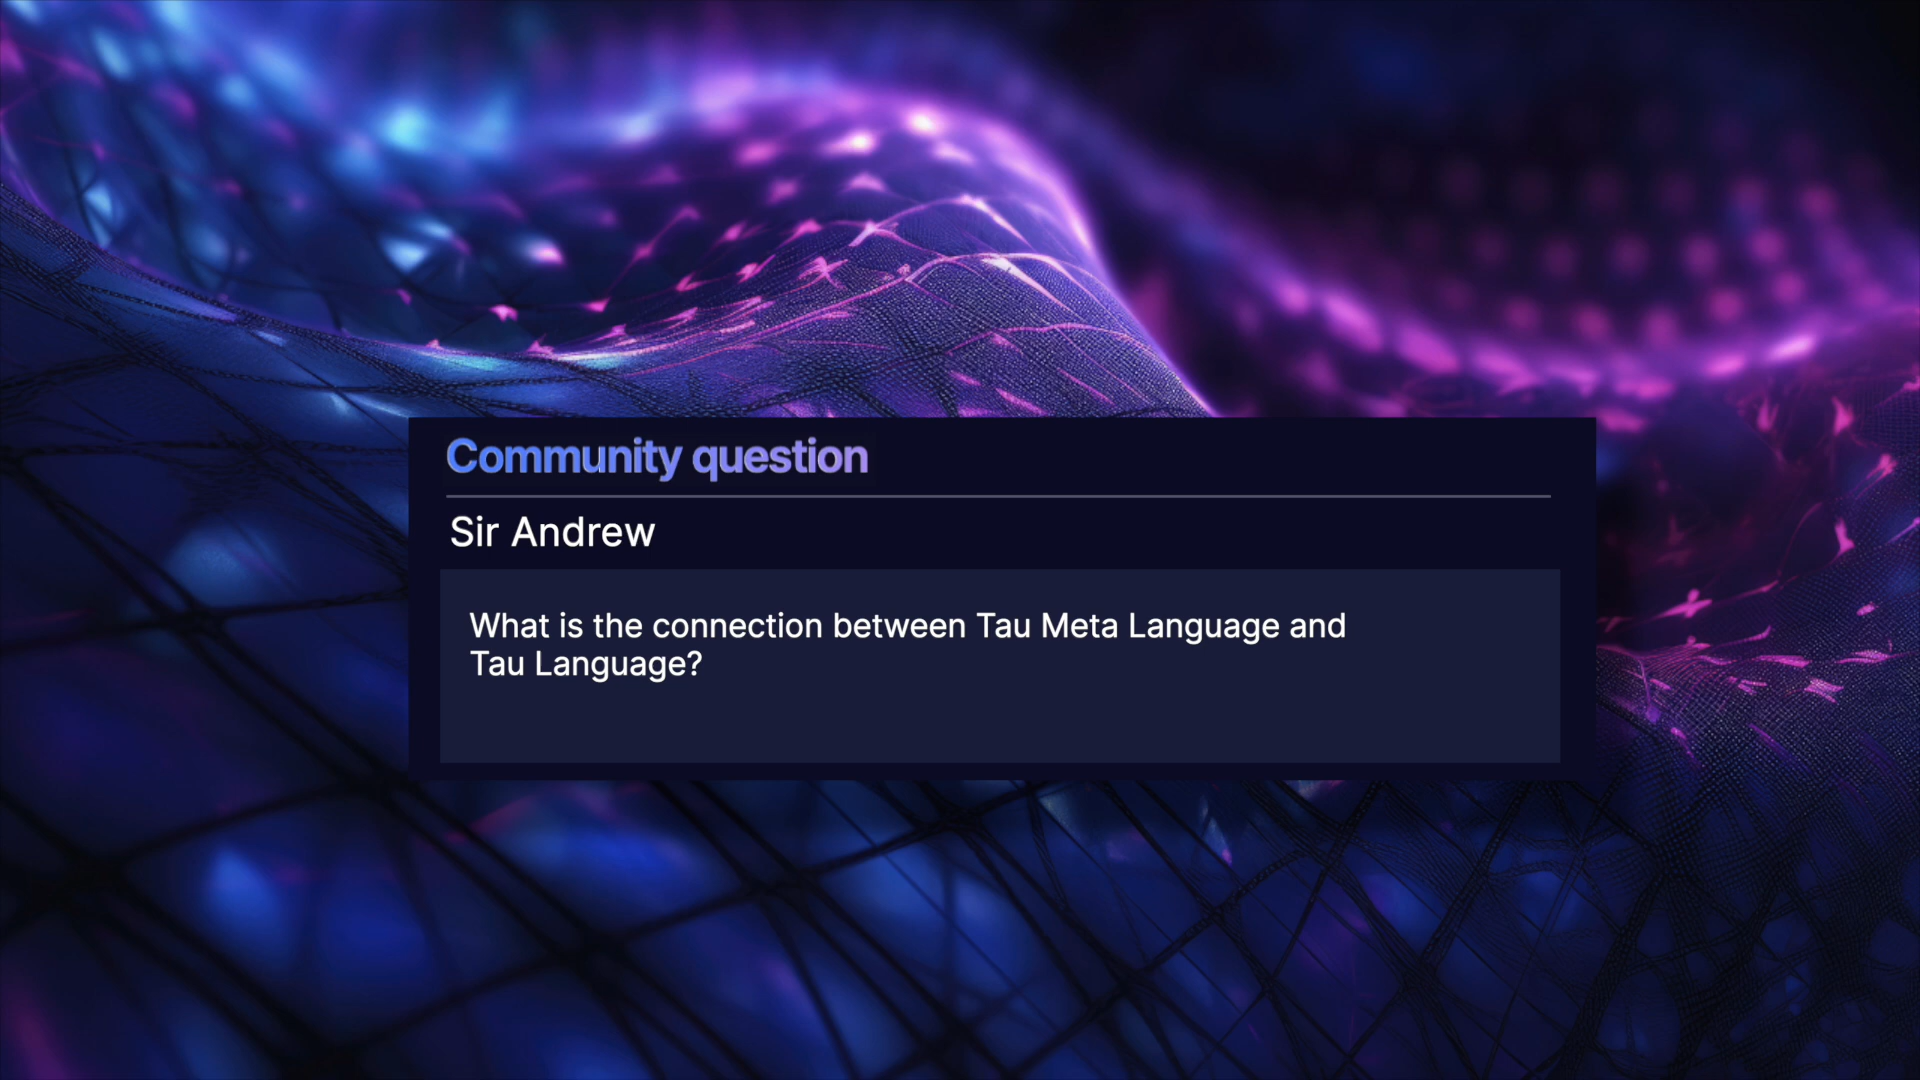 Community question
Sir Andrew
What is the connection between Tau Meta Language and
Tau Language?